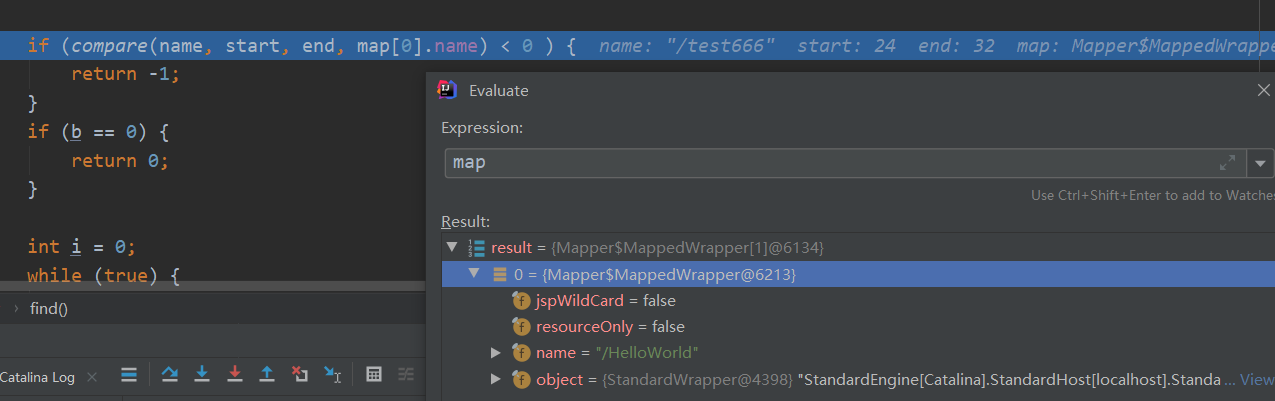 if (compare(name, start, end, map[0].name) < 0 ) {  name: "/test666"  start: 24  end: 32  map: Mapper$MappedWrappe
return -1;
}
if (b == 0) {
return 0;
}
int i = 0;
while (true) {
find()
Catalina Log
Evaluate
Expression:
map
Use Ctrl+Shift+Enter to add to Watches
Result:
result = {Mapper$MappedWrapper[1]@6134}
0 = {Mapper$MappedWrapper@6213}
jspWildCard = false
resourceOnly = false
name = "/HelloWorld"
object = {StandardWrapper@4398} "StandardEngine[Catalina].StandardHost[localhost].Standa ... View